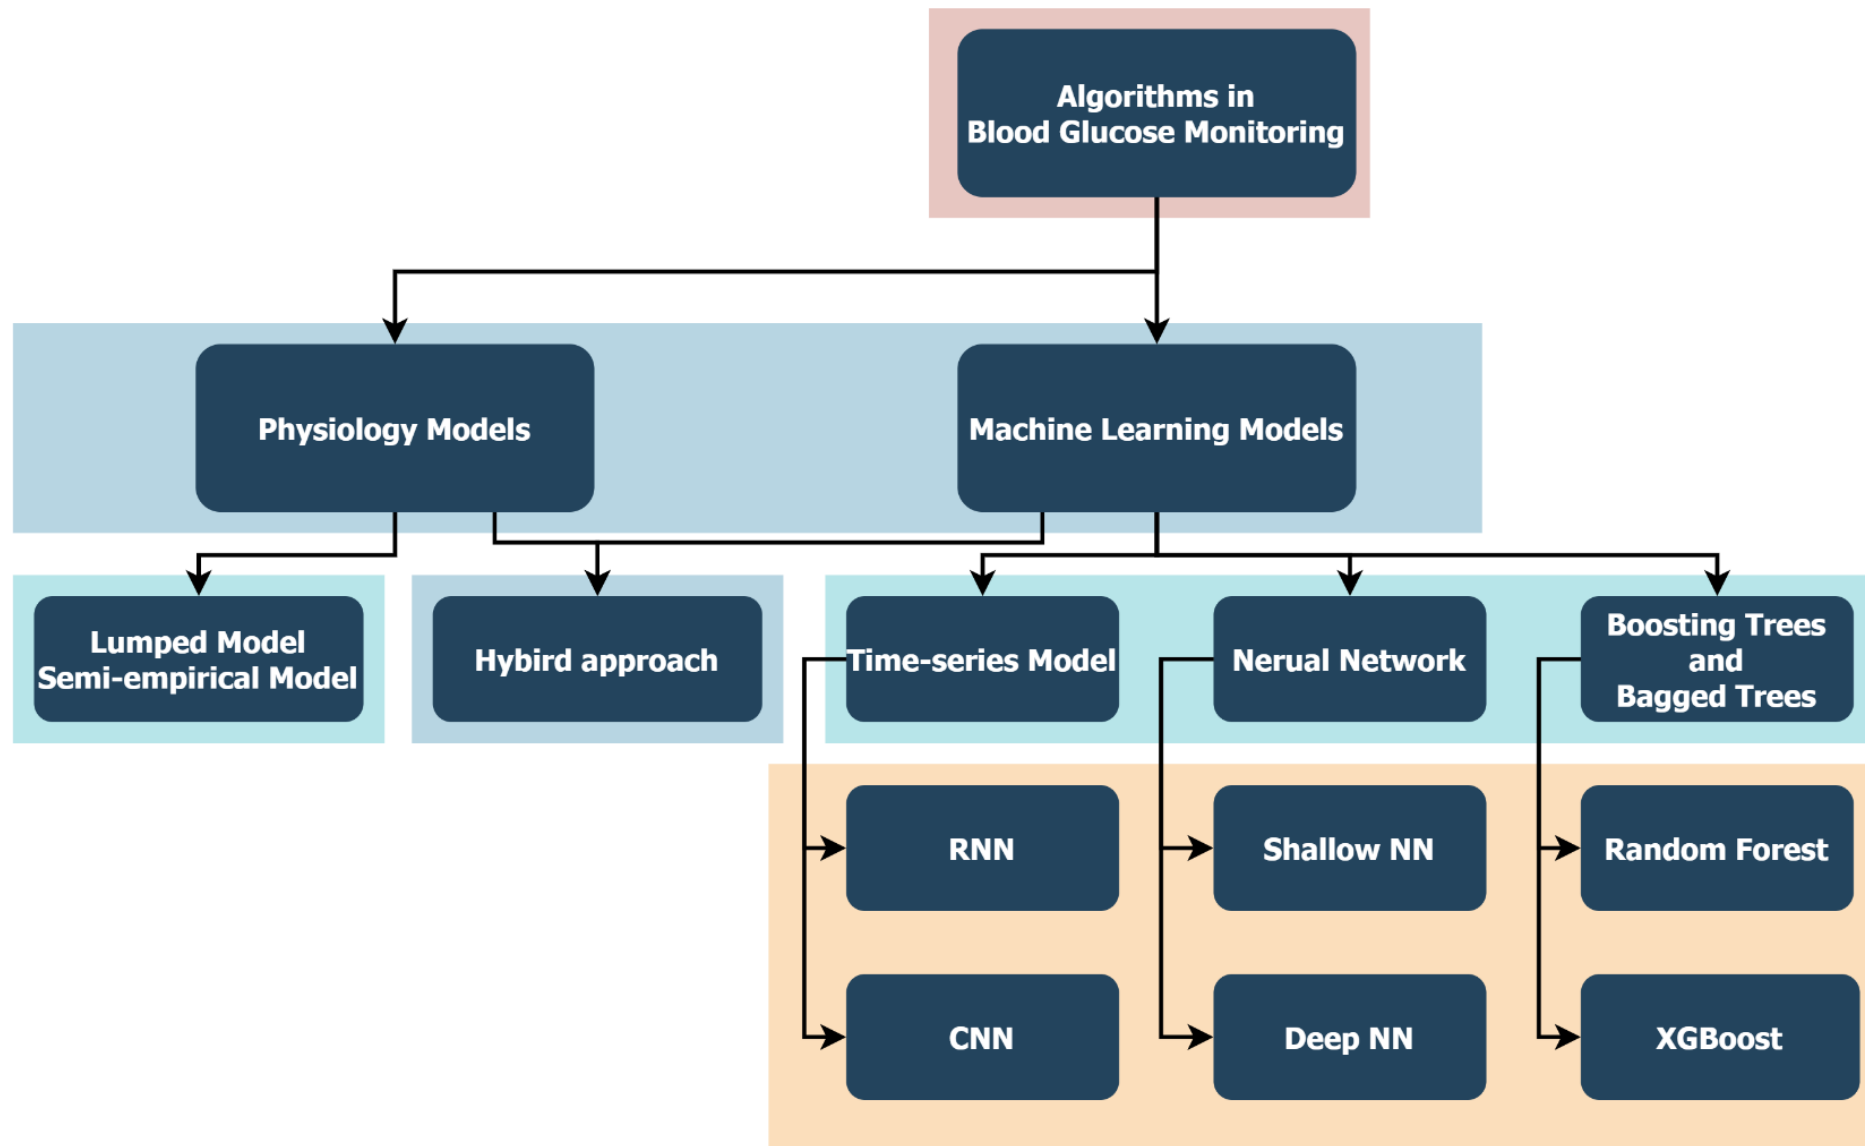 Algorithms in
Blood Glucose Monitoring
Physiology Models
Machine Learning Models
Lumped Model
Semi-empirical Model
Hybird approach
Time-series Model
Nerual Network
Boosting Trees
and
Bagged Trees
RNN
Shallow NN
Random Forest
CNN
Deep NN
XGBoost